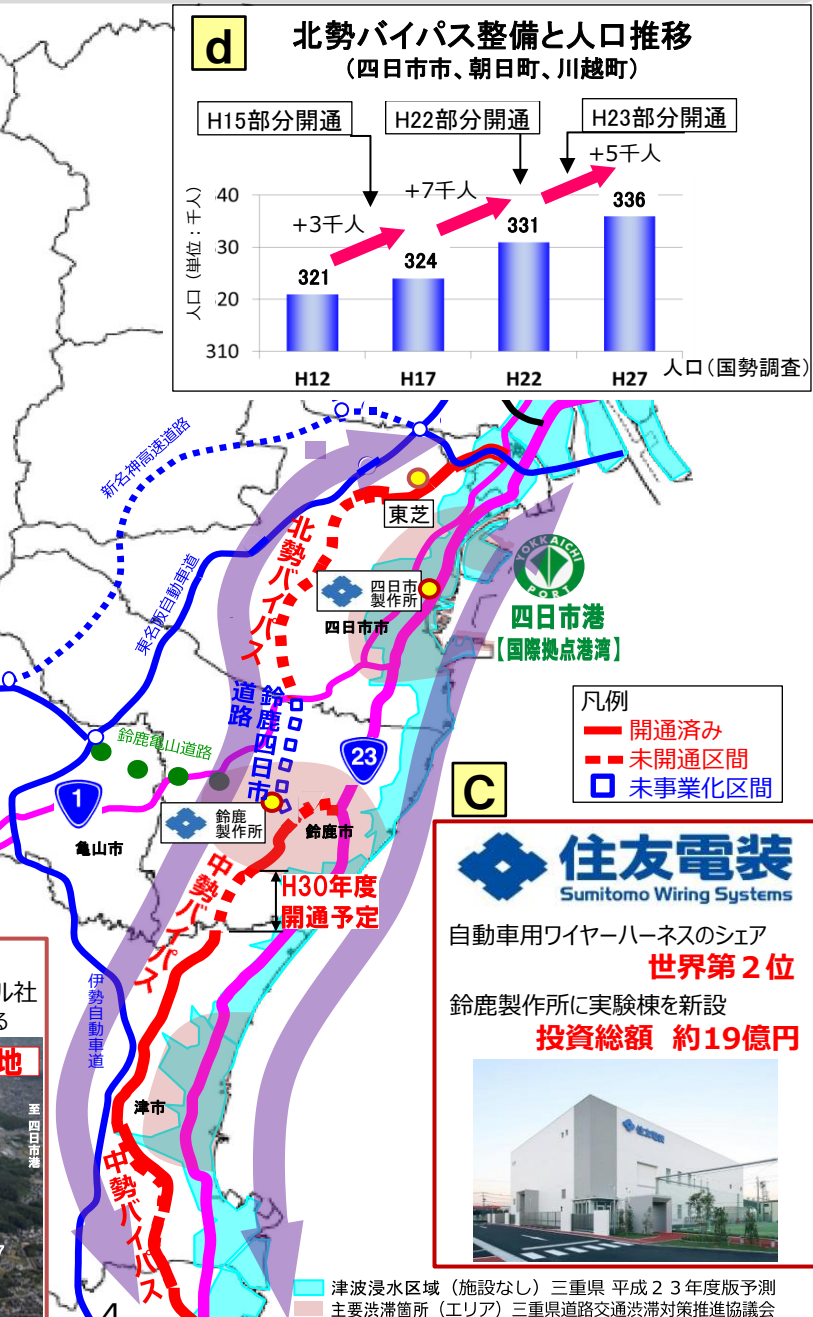 d
北勢バイパス整備と人口推移
（四日市市、朝日町、川越町）
H15部分開通
H22部分開通
H23部分開通
+3千人
+7千人
+5千人
人口（単位：千人）
40
30
20
310
321
324
331
336
H12
H17
H22
H27
人口（国勢調査）
新名神高速道路
東名阪自動車道
北勢バイパス
東芝
四日市
製作所
四日市市
YOKKAICHI
PORT
四日市港
【国際拠点港湾】
鈴鹿四日市
道路
鈴鹿亀山道路
1
23
亀山市
鈴鹿
製作所
鈴鹿市
凡例
開通済み
未開通区間
未事業化区間
中勢バイパス
H30年度
開通予定
伊勢自動車道
津市
中勢バイパス
C
住友電装
Sumitomo Wiring Systems
自動車用ワイヤーハーネスのシェア
世界第２位
鈴鹿製作所に実験棟を新設
投資総額 約19億円
住友電装
ル社
る
地
至 四日市港
7
4
津波浸水区域（施設なし）三重県 平成２３年度版予測
主要渋滞箇所（エリア）三重県道路交通渋滞対策推進協議会